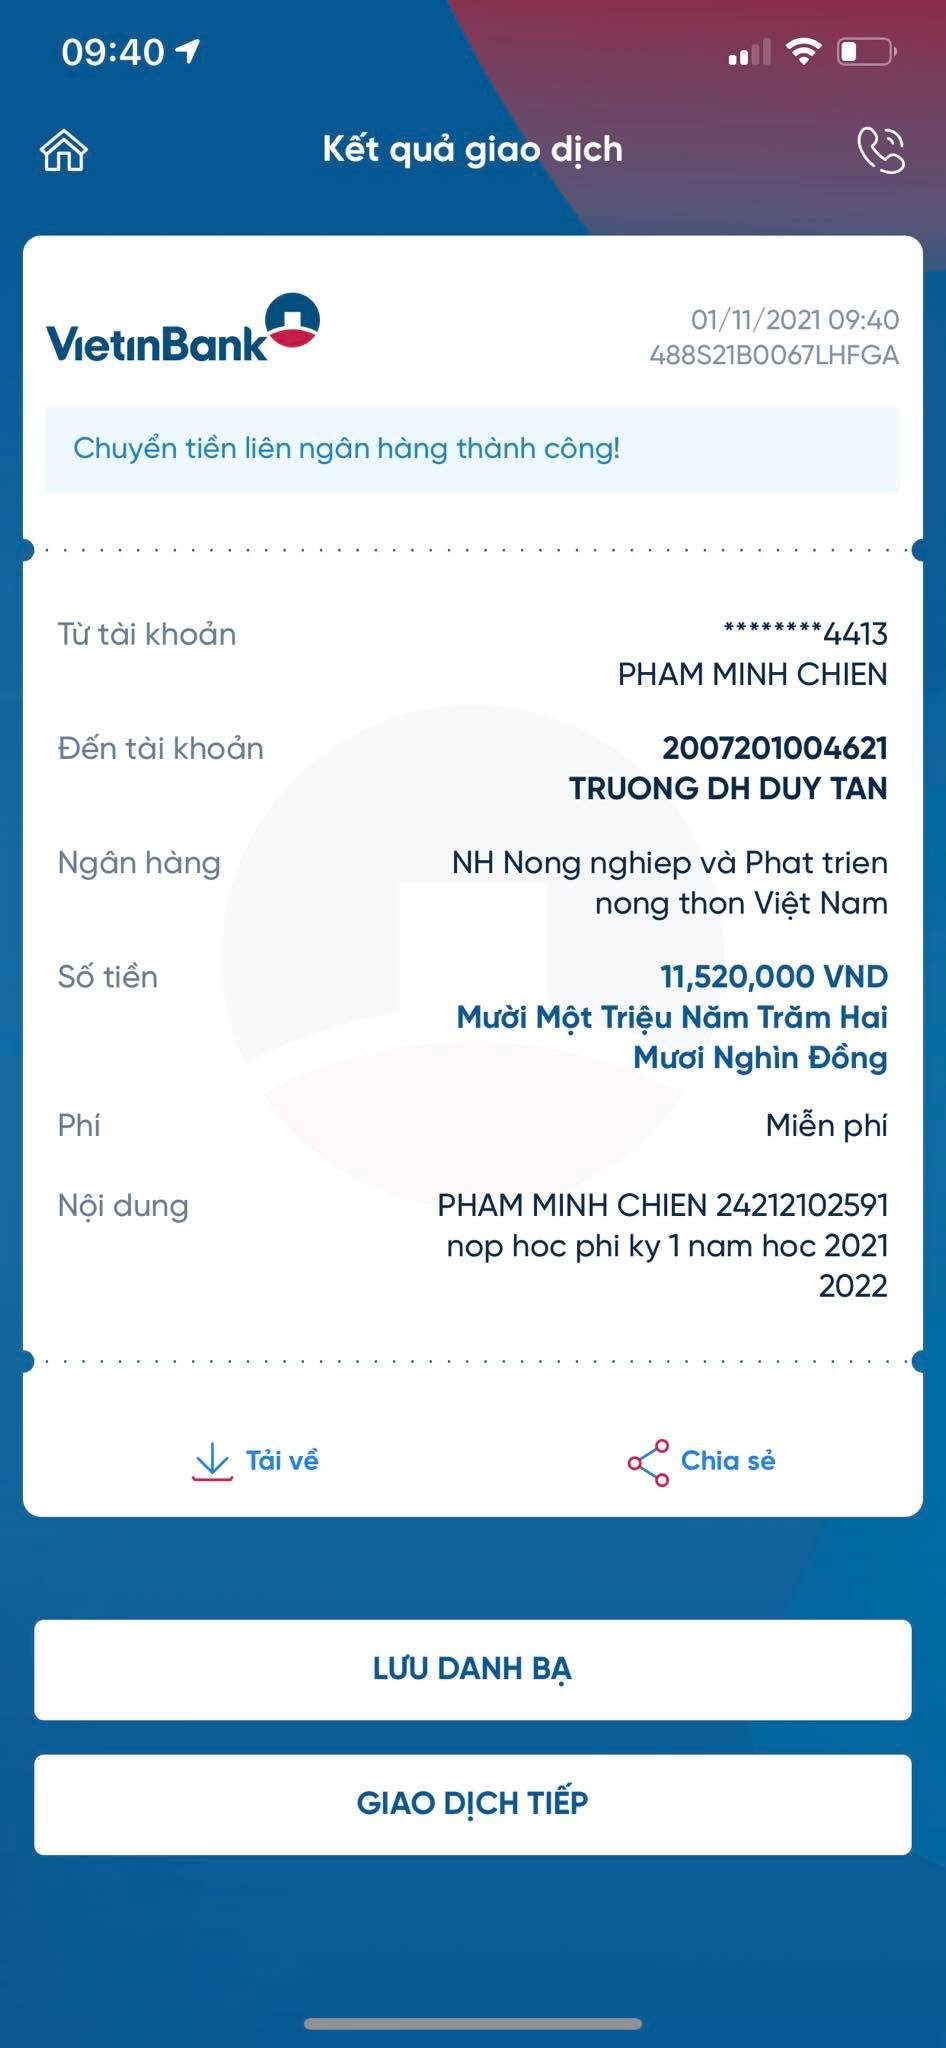 09:40
Kết quả giao dịch
VietinBank
01/11/2021 09:40
488S21B0067LHFGA
Chuyển tiền liên ngân hàng thành công!
Từ tài khoản
********4413
PHAM MINH CHIEN
Đến tài khoản
2007201004621
TRUONG DH DUY TAN
Ngân hàng
NH Nong nghiep và Phat trien
nong thon Việt Nam
Số tiền
11,520,000 VND
Mười Một Triệu Năm Trăm Hai
Mươi Nghìn Đồng
Phí
Miễn phí
Nội dung
PHAM MINH CHIEN 24212102591
nop hoc phi ky 1 nam hoc 2021
2022
Tải về
Chia sẻ
LƯU DANH BẠ
GIAO DỊCH TIẾP